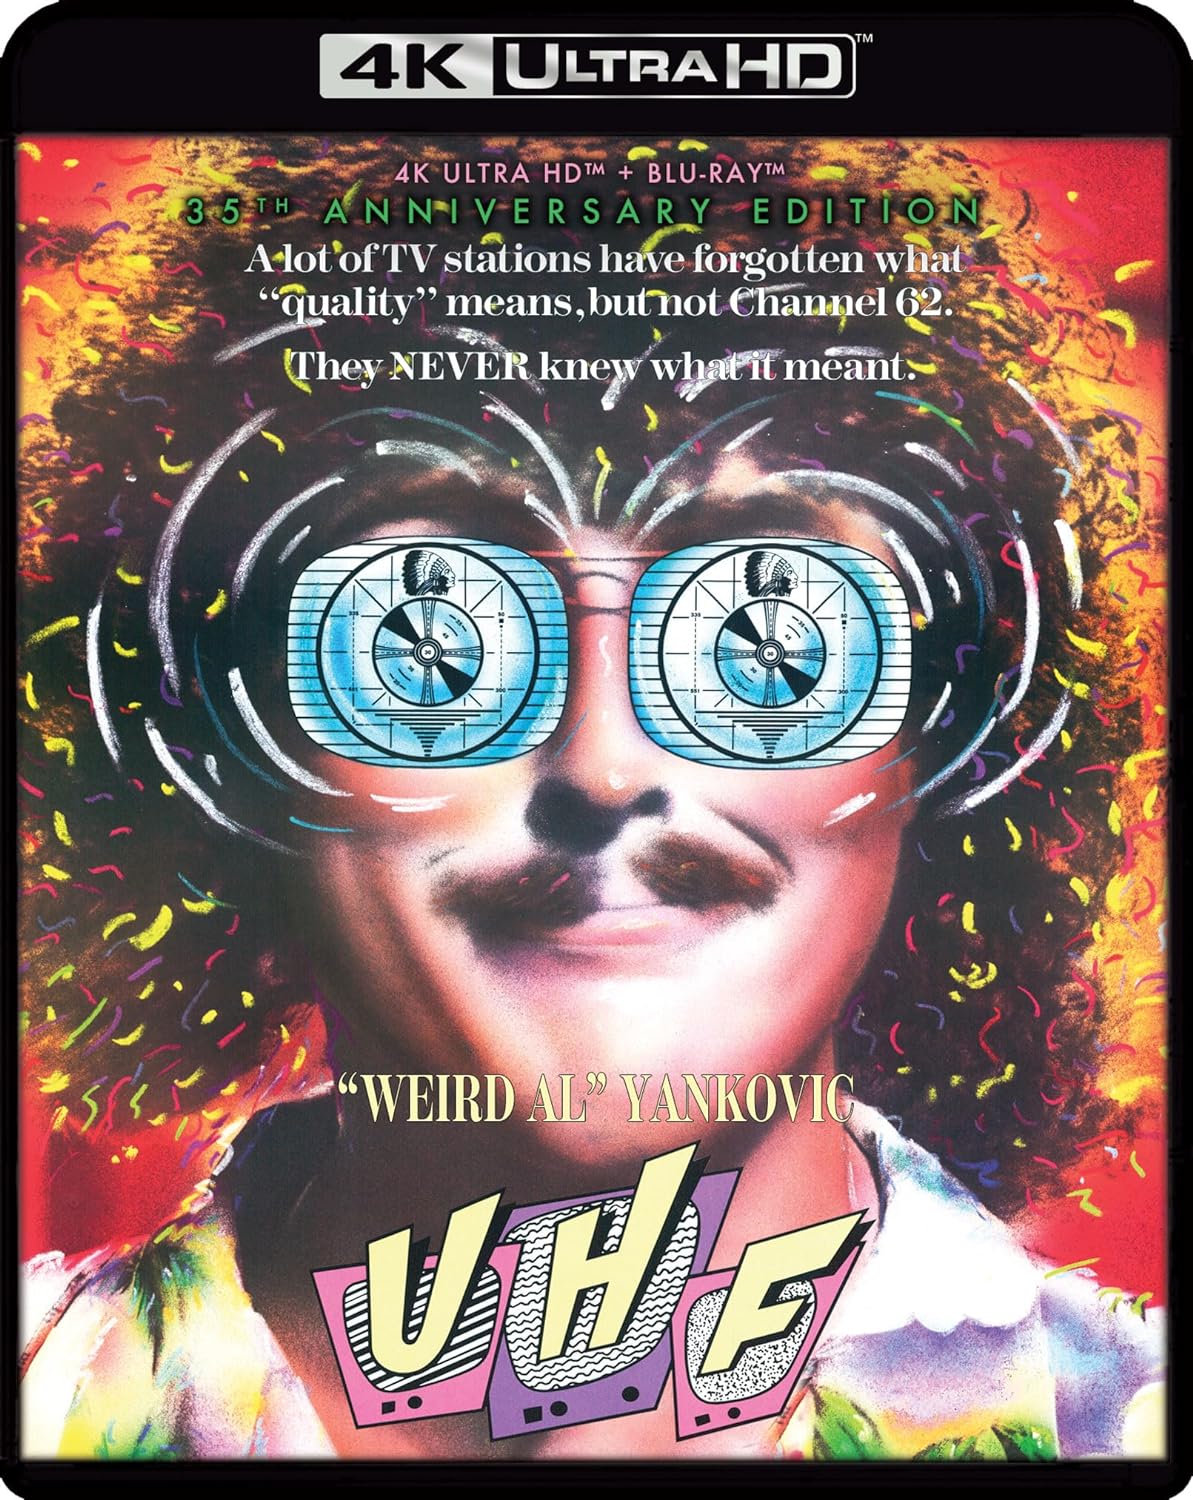 4K ULTRA HD™
4K ULTRA HD™ + BLU-RAY™
35TH ANNIVERSARY EDITION
A lot of TV stations have forgotten what
“quality” means, but not Channel 62.
They NEVER knew what it meant.
“WEIRD AL” YANKOVIC
UHF